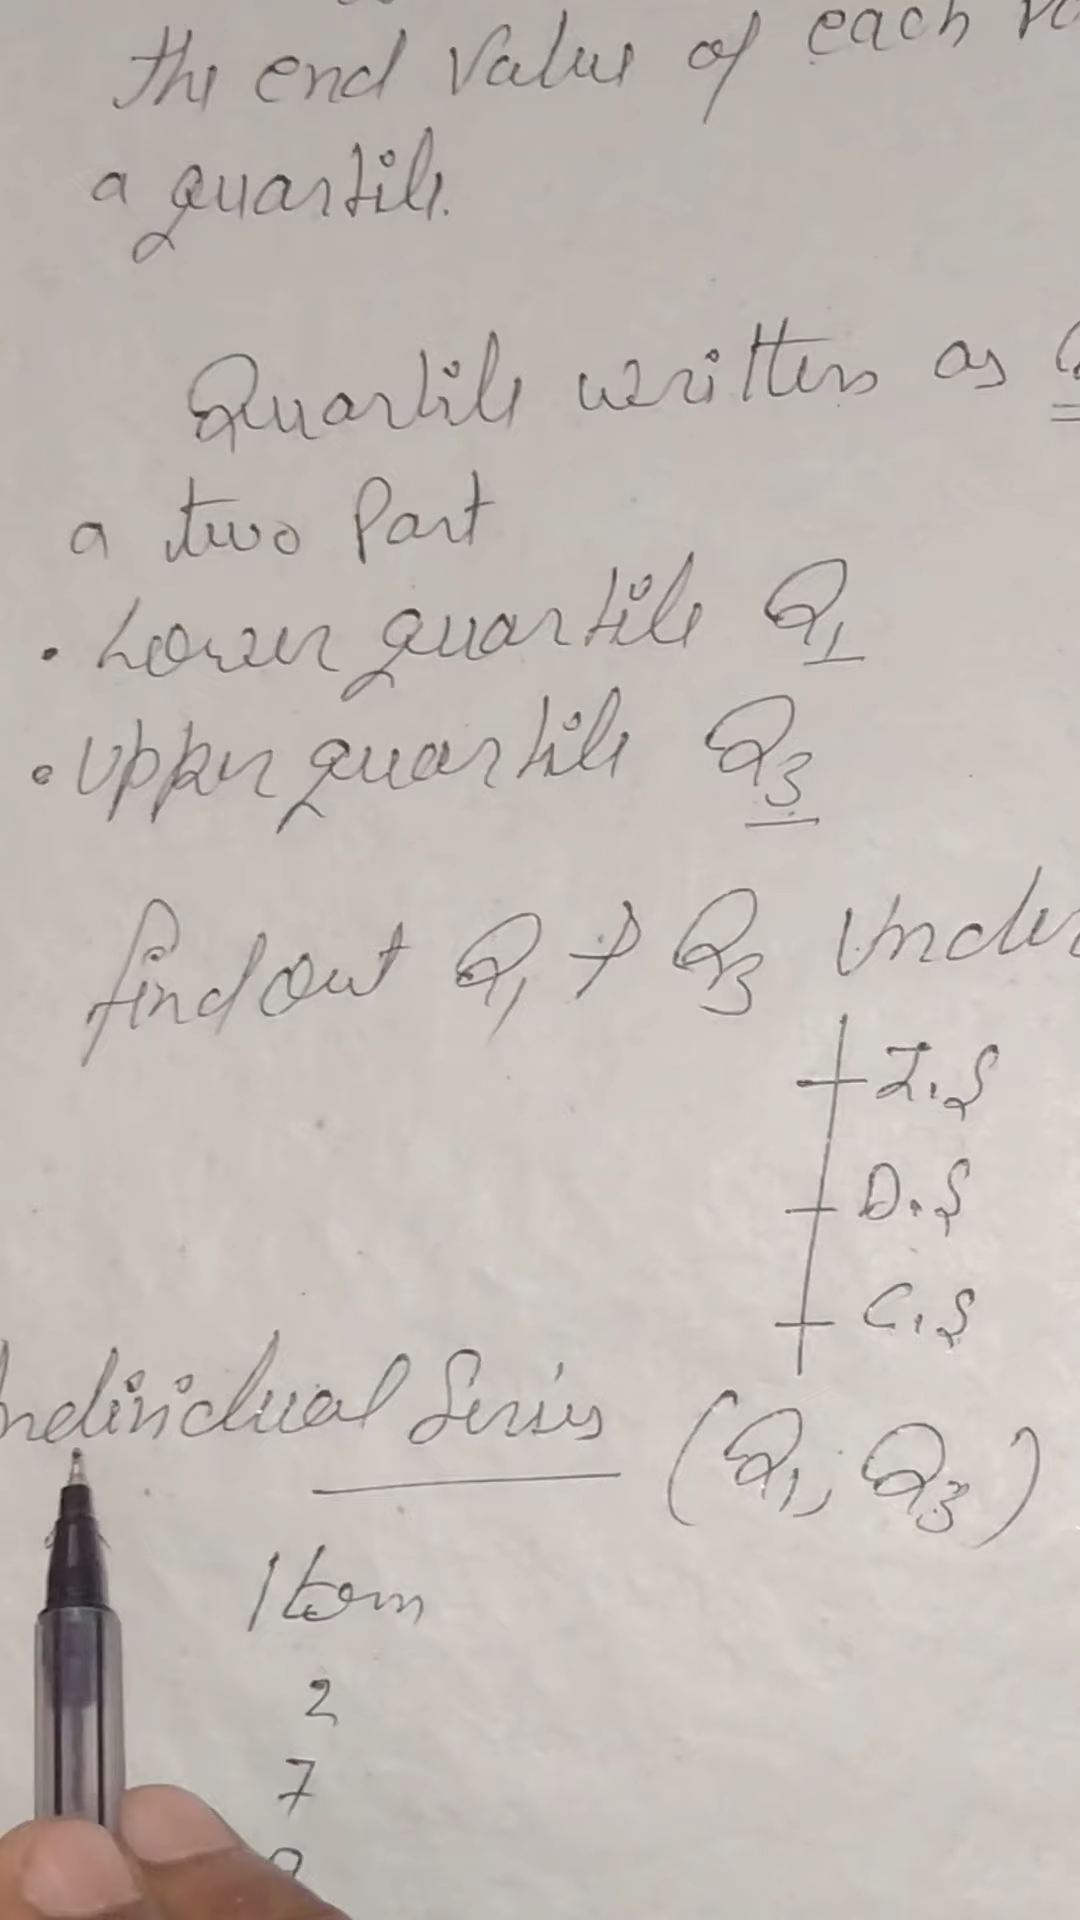 the end value of each
a quartile.
Quartile written as
a two Part
• Lower quartile Q1
• Upper quartile Q3
find out Q1 & Q3 Under
I.S
D.S
C.S
Individual Series (Q1, Q3)
Item
2
7